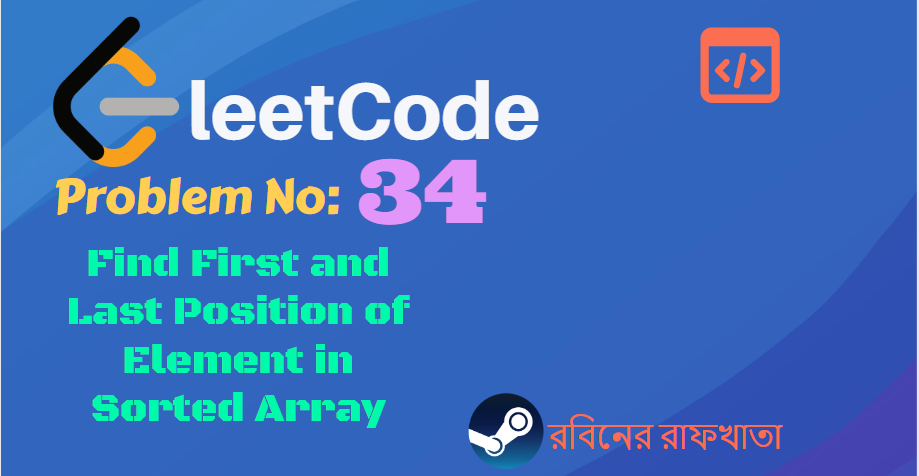 leetCode
</>
Problem No: 34
Find First and
Last Position of
Element in
Sorted Array
রবিনের রাফখাতা